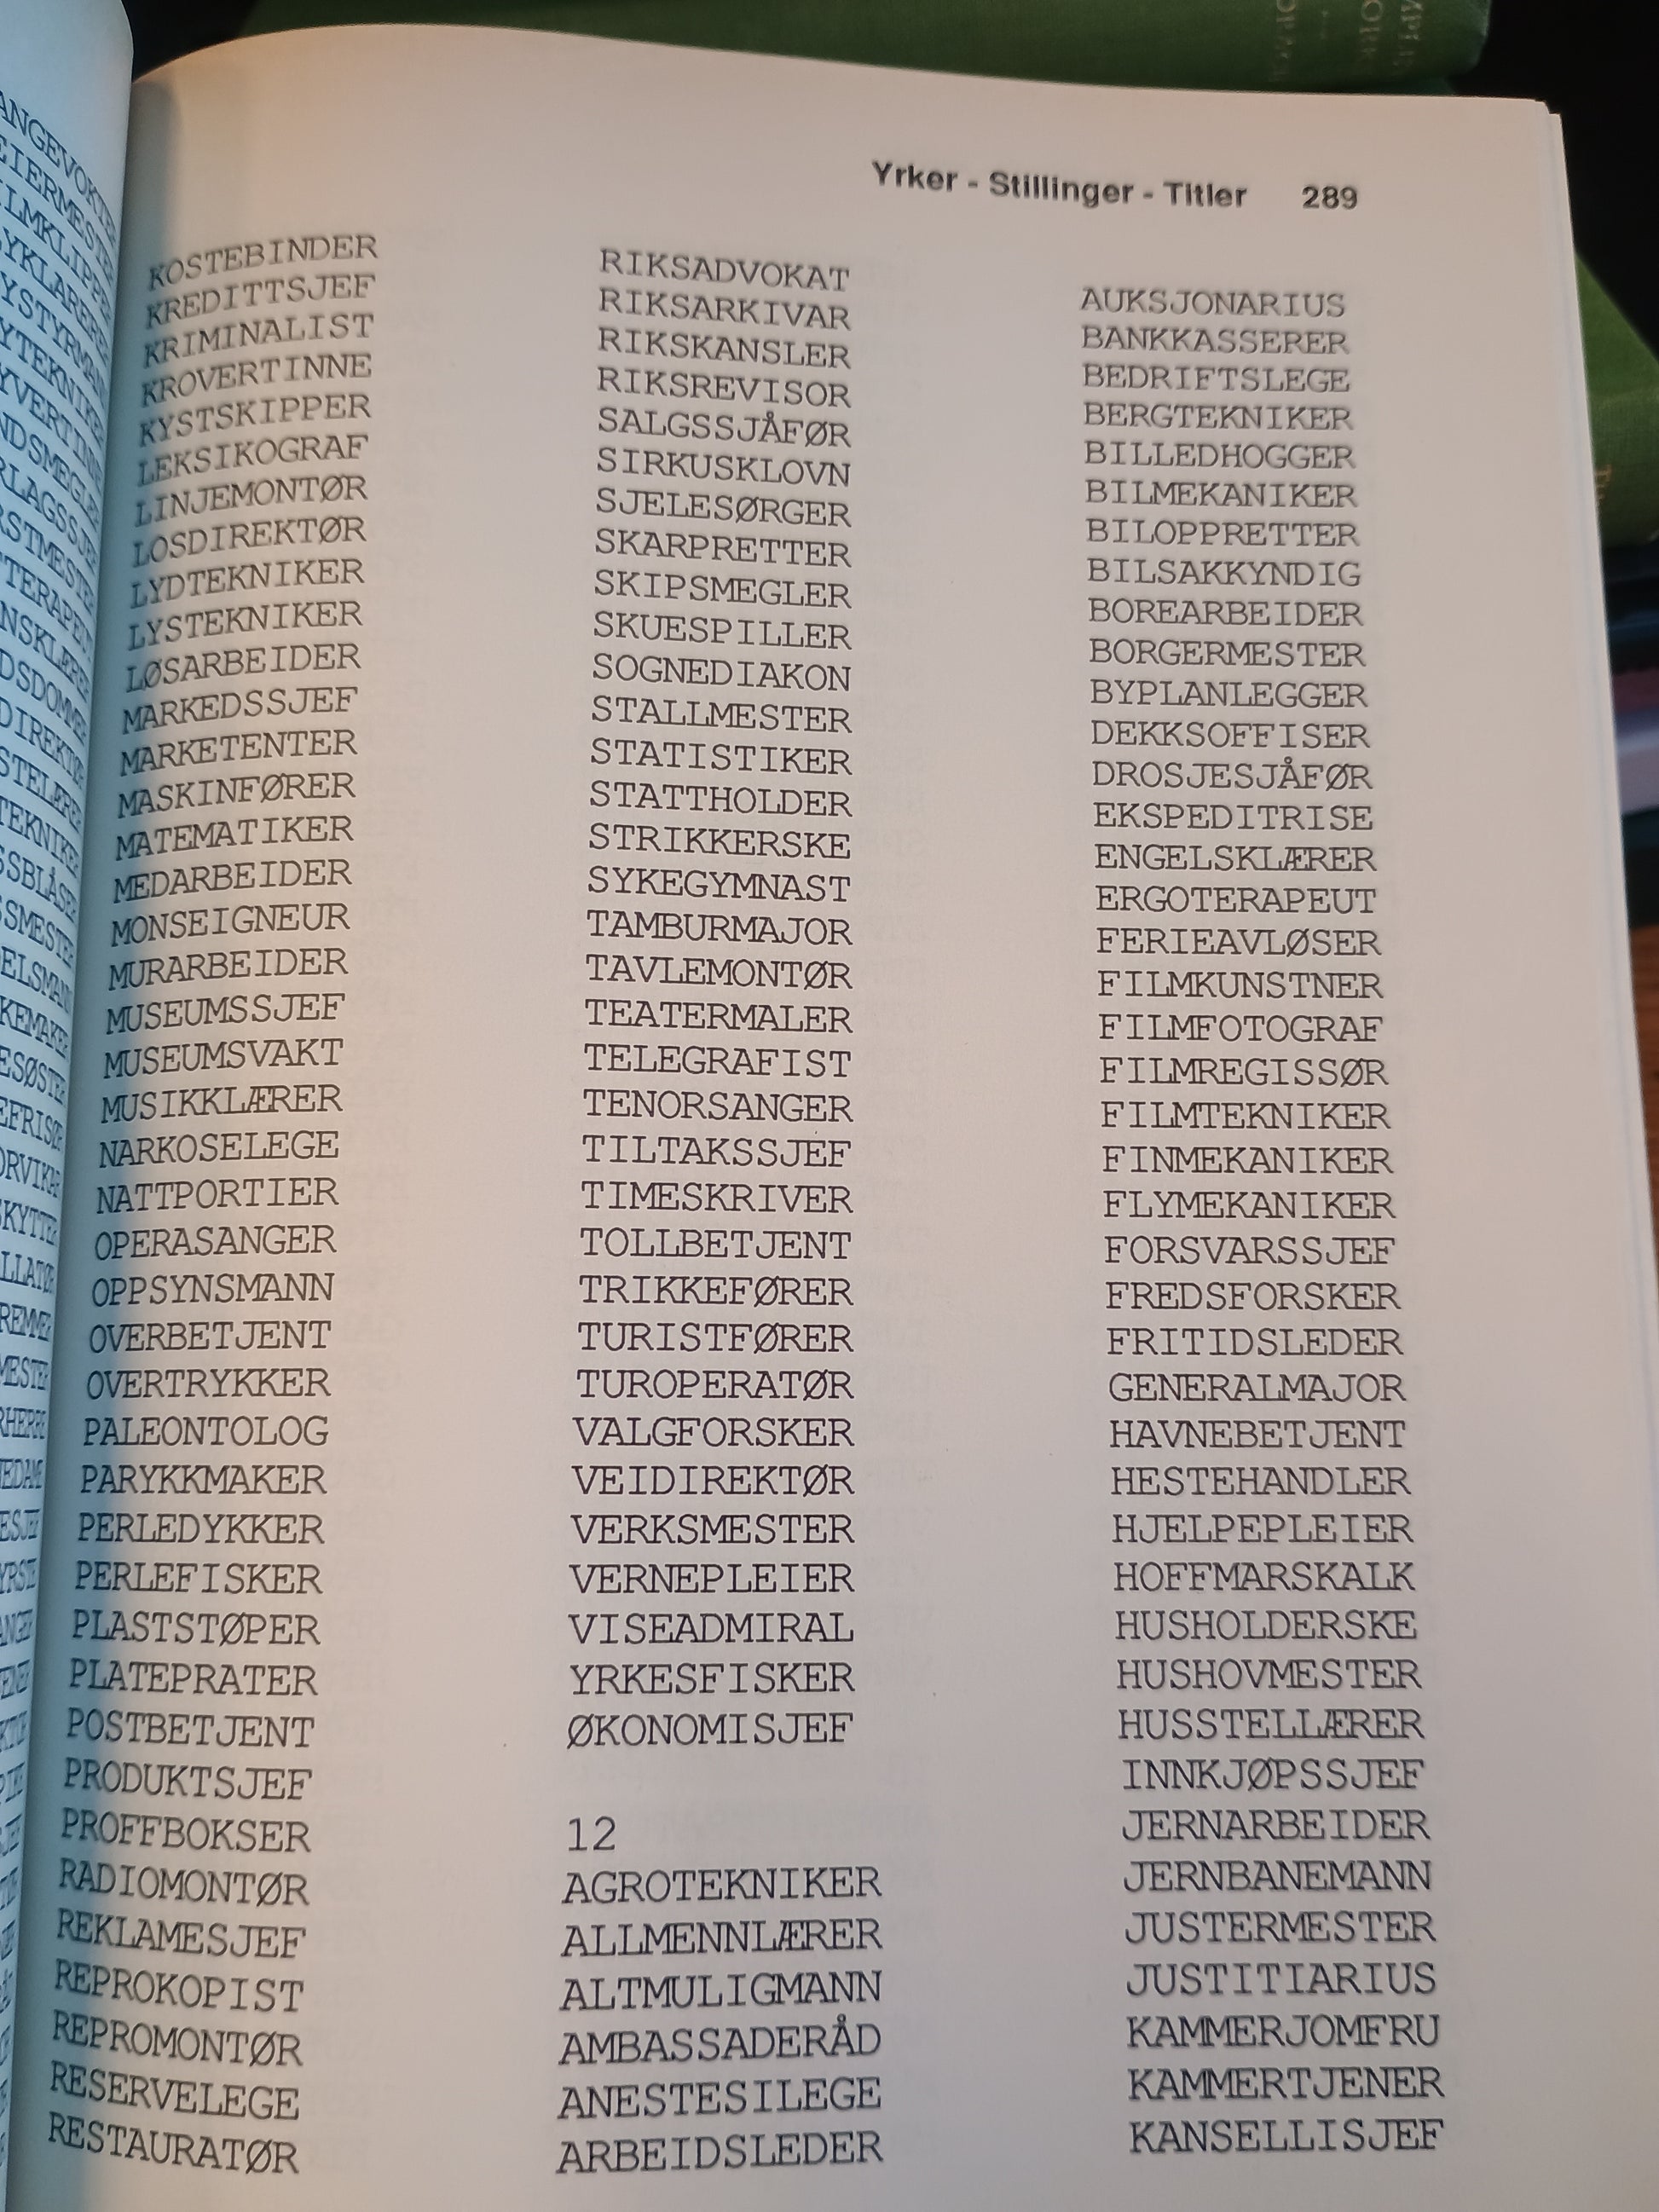 Yrker - Stillinger - Titler 289
KOSTEBINDER
KREDITTSJEF
KRIMINALIST
KROVERTINNE
KYSTSKIPPER
LEKSIKOGRAF
LINJEMONTØR
LOSDIREKTØR
LYDTEKNIKER
LYSTEKNIKER
LØSARBEIDER
MARKEDSSJEF
MARKETENTER
MASKINFØRER
MATEMATIKER
MEDARBEIDER
MONSEIGNEUR
MURARBEIDER
MUSEUMSSJEF
MUSEUMSVAKT
MUSIKKLÆRER
NARKOSELEGE
NATTPORTIER
OPERASANGER
OPPSYNSMANN
OVERBETJENT
OVERTRYKKER
PALEONTOLOG
PARYKKMAKER
PERLEDYKKER
PERLEFISKER
PLASTSTØPER
PLATEPRATER
POSTBETJENT
PRODUKTSJEF
PROFFBOKSER
RADIOMONTØR
REKLAMESJEF
REPROKOPIST
REPROMONTØR
RESERVELEGE
RESTAURATØR
RIKSADVOKAT
RIKSARKIVAR
RIKSKANSLER
RIKSREVISOR
SALGSSJÅFØR
SIRKUSKLOVN
SJELESØRGER
SKARPRETTER
SKIPSMEGLER
SKUESPILLER
SOGNEDIAKON
STALLMESTER
STATISTIKER
STATTHOLDER
STRIKKERSKE
SYKEGYMNAST
TAMBURMAJOR
TAVLEMONTØR
TEATERMALER
TELEGRAFIST
TENORSANGER
TILTAKSSJEF
TIMESKRIVER
TOLLBETJENT
TRIKKEFØRER
TURISTFØRER
TUROPERATØR
VALGFORSKER
VEIDIREKTØR
VERKSMESTER
VERNEPLEIER
VISEADMIRAL
YRKESFISKER
ØKONOMISJEF
12
AGROTEKNIKER
ALLMENNLÆRER
ALTMULIGMANN
AMBASSADERÅD
ANESTESILEGE
ARBEIDSLEDER
AUKSJONARIUS
BANKKASSERER
BEDRIFTSLEGE
BERGTEKNIKER
BILLEDHOGGER
BILMEKANIKER
BILOPPRETTER
BILSAKKYNDIG
BOREARBEIDER
BORGERMESTER
BYPLANLEGGER
DEKKSOFFISER
DROSJESJÅFØR
EKSPEDITRISE
ENGELSKLÆRER
ERGOTERAPEUT
FERIEAVLØSER
FILMKUNSTNER
FILMFOTOGRAF
FILMREGISSØR
FILMTEKNIKER
FINMEKANIKER
FLYMEKANIKER
FORSVARSSJEF
FREDSFORSKER
FRITIDSLEDER
GENERALMAJOR
HAVNEBETJENT
HESTEHANDLER
HJELPEPLEIER
HOFFMARSKALK
HUSHOLDERSKE
HUSHOVMESTER
HUSSTELLÆRER
INNKJØPSSJEF
JERNARBEIDER
JERNBANEMANN
JUSTERMESTER
JUSTITIARIUS
KAMMERJOMFRU
KAMMERTJENER
KANSELLISJEF